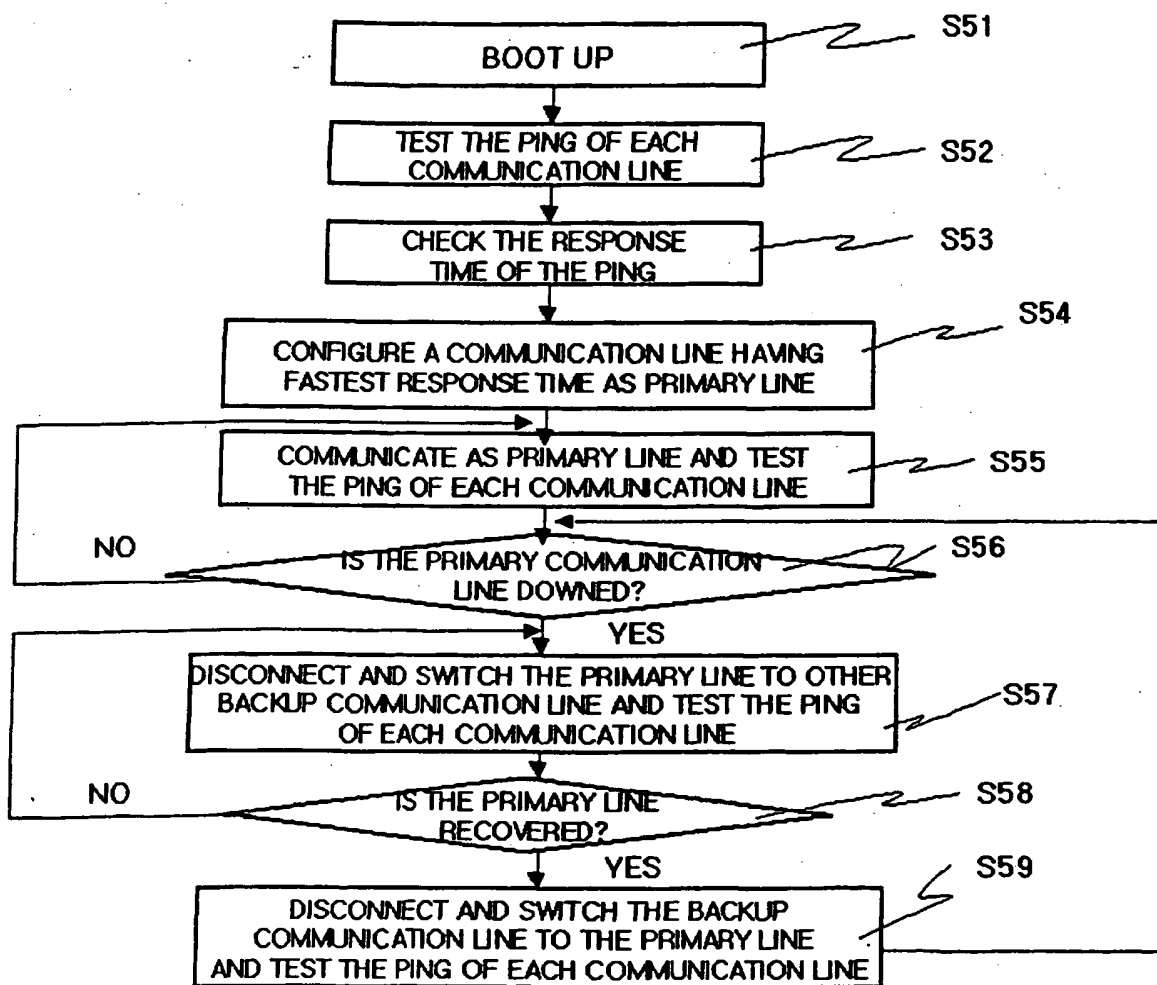 BOOT UP
S51
TEST THE PING OF EACH
COMMUNICATION LINE
S52
CHECK THE RESPONSE
TIME OF THE PING
S53
S54
CONFIGURE A COMMUNICATION LINE HAVING
FASTEST RESPONSE TIME AS PRIMARY LINE
COMMUNICATE AS PRIMARY LINE AND TEST
THE PING OF EACH COMMUNICATION LINE
S55
NO
IS THE PRIMARY COMMUNICATION
LINE DOWNED?
S56
YES
DISCONNECT AND SWITCH THE PRIMARY LINE TO OTHER
BACKUP COMMUNICATION LINE AND TEST THE PING
OF EACH COMMUNICATION LINE
S57
NO
IS THE PRIMARY LINE
RECOVERED?
S58
YES
S59
DISCONNECT AND SWITCH THE BACKUP
COMMUNICATION LINE TO THE PRIMARY LINE
AND TEST THE PING OF EACH COMMUNICATION LINE